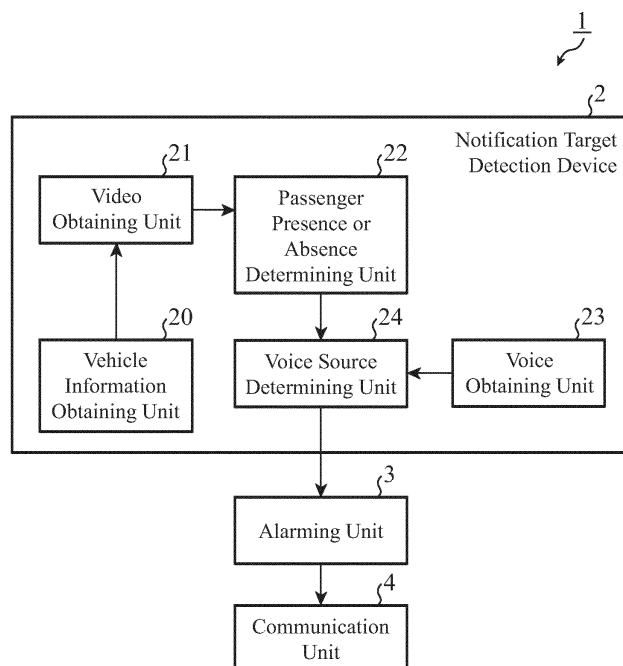 1
2
Notification Target
Detection Device
21
Video
Obtaining Unit
22
Passenger
Presence or
Absence
Determining Unit
20
Vehicle
Information
Obtaining Unit
24
Voice Source
Determining Unit
23
Voice
Obtaining Unit
3
Alarming Unit
4
Communication
Unit